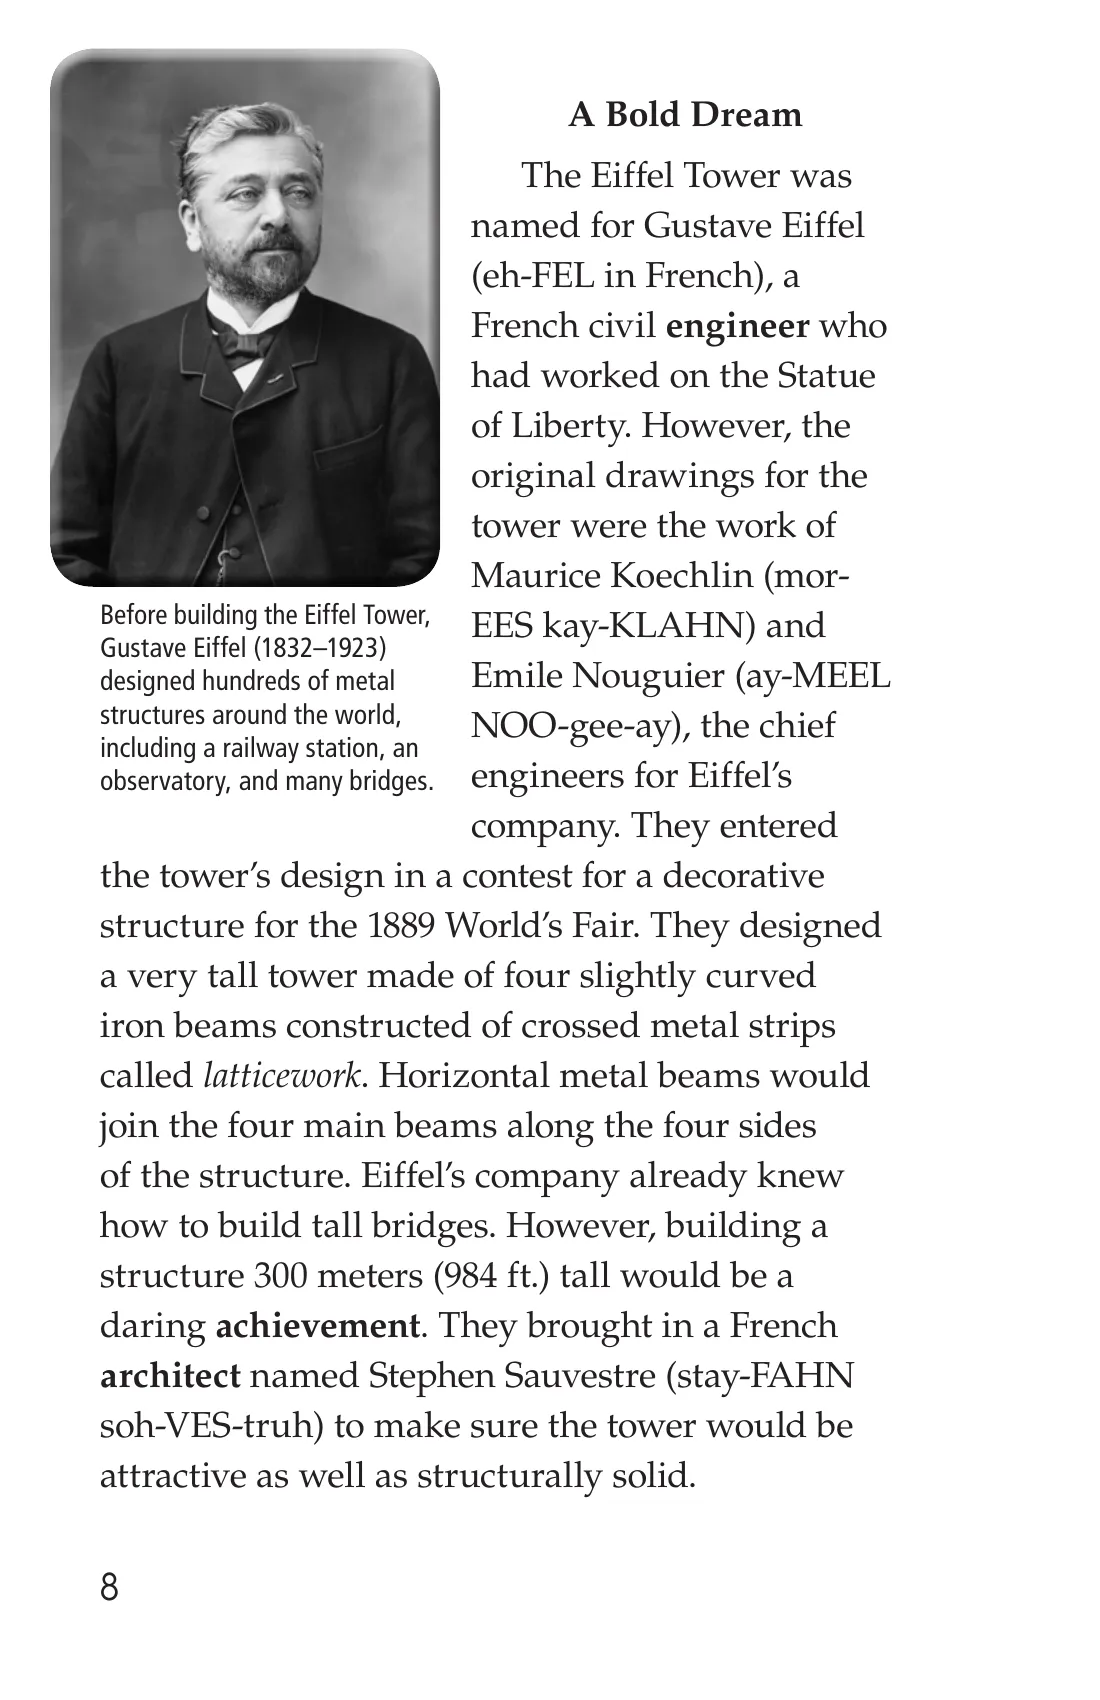 A Bold Dream
The Eiffel Tower was
named for Gustave Eiffel
(eh-FEL in French), a
French civil engineer who
had worked on the Statue
of Liberty. However, the
original drawings for the
tower were the work of
Maurice Koechlin (mor-
EES kay-KLAHN) and
Emile Nouguier (ay-MEEL
NOO-gee-ay), the chief
engineers for Eiffel’s
company. They entered
the tower’s design in a contest for a decorative
structure for the 1889 World’s Fair. They designed
a very tall tower made of four slightly curved
iron beams constructed of crossed metal strips
called latticework. Horizontal metal beams would
join the four main beams along the four sides
of the structure. Eiffel’s company already knew
how to build tall bridges. However, building a
structure 300 meters (984 ft.) tall would be a
daring achievement. They brought in a French
architect named Stephen Sauvestre (stay-FAHN
soh-VES-truh) to make sure the tower would be
attractive as well as structurally solid.
Before building the Eiffel Tower,
Gustave Eiffel (1832–1923)
designed hundreds of metal
structures around the world,
including a railway station, an
observatory, and many bridges.
8